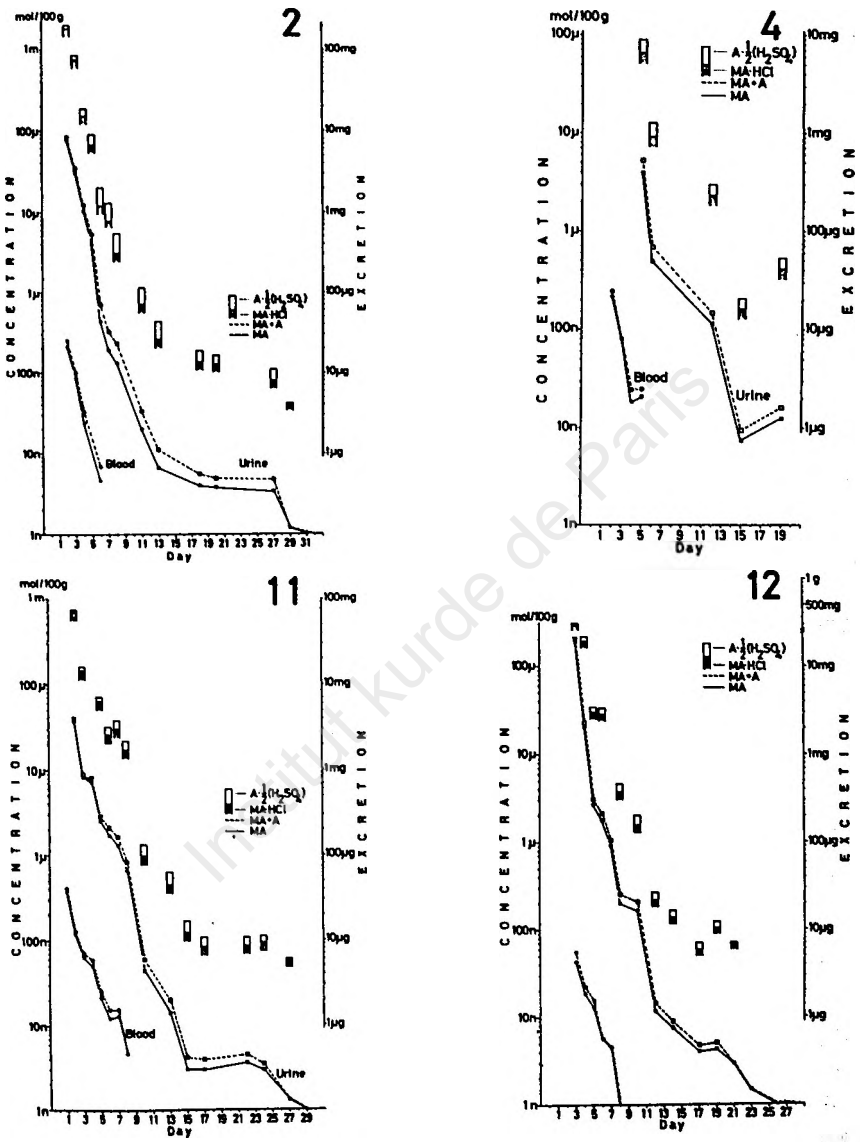 2
mol/100g
1m
100µ
10µ
1µ
100n
10n
1n
CONCENTRATION
100mg
10mg
1mg
100µg
10µg
1µg
EXCRETION
A·½(H₂SO₄)
MA·HCl
MA+A
MA
Blood
Urine
1 3 5 7 9 11 13 15 17 19 21 23 25 27 29 31
Day
4
mol/100g
100µ
10µ
1µ
100n
10n
1n
CONCENTRATION
10mg
1mg
100µg
10µg
1µg
EXCRETION
A·½(H₂SO₄)
MA·HCl
MA+A
MA
Blood
Urine
1 3 5 7 9 11 13 15 17 19
Day
11
mol/100g
1m
100µ
10µ
1µ
100n
10n
1n
CONCENTRATION
100mg
10mg
1mg
100µg
10µg
1µg
EXCRETION
A·½(H₂SO₄)
MA·HCl
MA+A
MA
Blood
Urine
1 3 5 7 9 11 13 15 17 19 21 23 25 27 29
Day
12
mol/100g
100µ
10µ
1µ
100n
10n
1n
CONCENTRATION
1g
500mg
10mg
1mg
100µg
10µg
1µg
EXCRETION
A·½(H₂SO₄)
MA·HCl
MA+A
MA
1 3 5 7 9 11 13 15 17 19 21 23 25 27
Day
Institut kurde de Paris